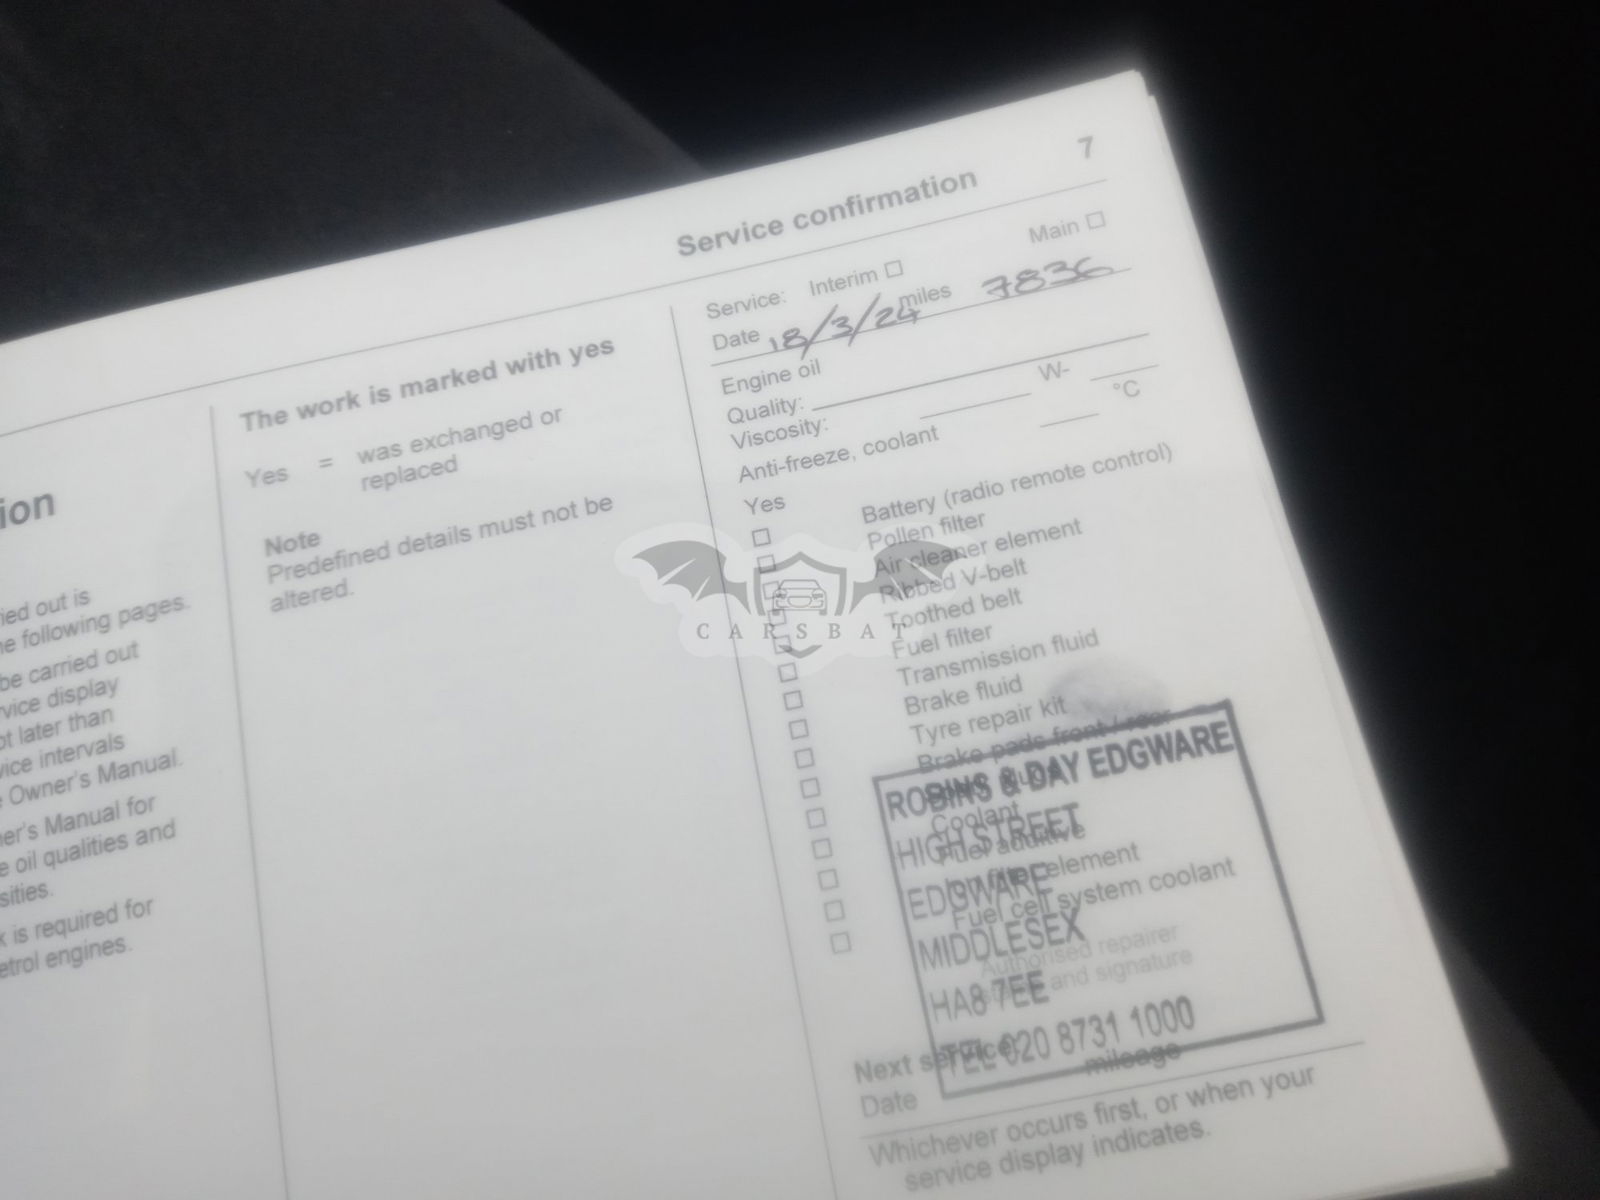 7
Service confirmation
ion
ied out is
e following pages.
be carried out
vice display
ot later than
vice intervals
e Owner's Manual.
er's Manual for
e oil qualities and
sities.
k is required for
etrol engines.
The work is marked with yes
Yes = was exchanged or
replaced
Note
Predefined details must not be
altered.
Service: Interim Main
Date 18/3/24 miles 7836
Engine oil
Quality:
Viscosity: W-
Anti-freeze, coolant °C
Yes
Battery (radio remote control)
Pollen filter
Air cleaner element
Ribbed V-belt
Toothed belt
Fuel filter
Transmission fluid
Brake fluid
Tyre repair kit
Brake pads front / rear
Coolant
Fuel additive
element
Fuel cell system coolant
Authorised repairer
and signature
ROBINS & DAY EDGWARE
HIGH STREET
EDGWARE
MIDDLESEX
HA8 7EE
TEL 020 8731 1000
Next service
Date mileage
Whichever occurs first, or when your
service display indicates.
CARSBAT